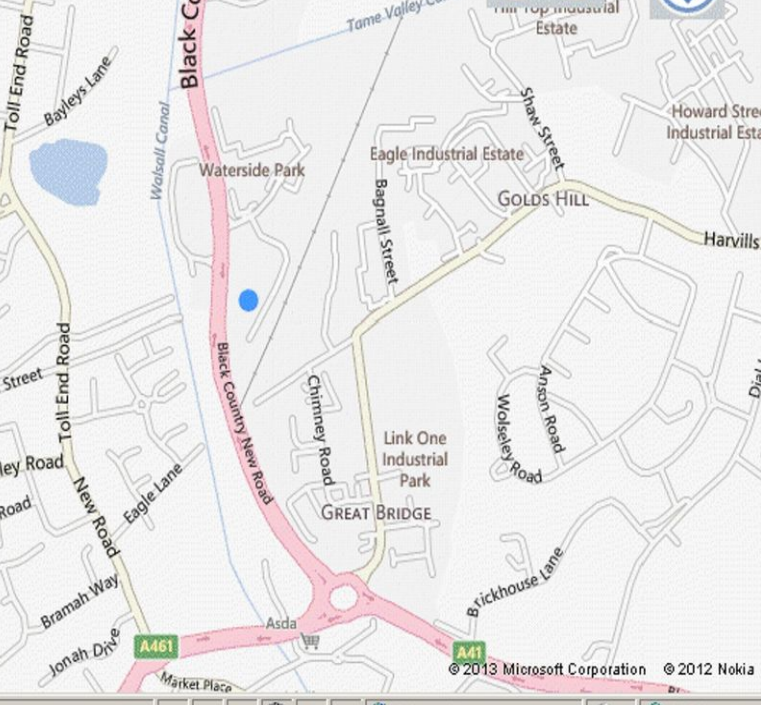 Toll End Road
Black Co
Tame Valley Ca
Hill Top Industrial
Estate
Bayleys Lane
Walsall Canal
Shaw Street
Howard Stre
Industrial Esta
Waterside Park
Eagle Industrial Estate
Bagnall Street
GOLDS HILL
Harvills
Toll End Road
Black Country New Road
Street
Chimney Road
Anson Road
Wolseley Road
Dial
Link One
Industrial
Park
ley Road
New Road
Eagle Lane
Road
GREAT BRIDGE
Brickhouse Lane
Bramah Way
Asda
A461
A41
Jonah Drive
Market Place
© 2013 Microsoft Corporation © 2012 Nokia